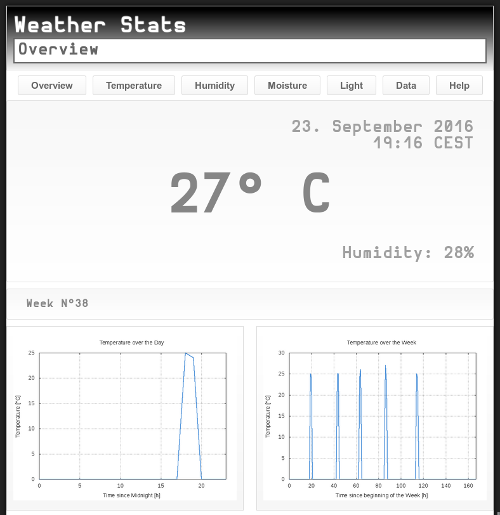 Weather Stats
Overview
Overview Temperature Humidity Moisture Light Data Help
23. September 2016
19:16 CEST
27° C
Humidity: 28%
Week N°38
Temperature over the Day
Temperature [°C]
25
20
15
10
5
0
0 5 10 15 20
Time since Midnight [h]
Temperature over the Week
Temperature [°C]
30
25
20
15
10
5
0
0 20 40 60 80 100 120 140 160
Time since beginning of the Week [h]